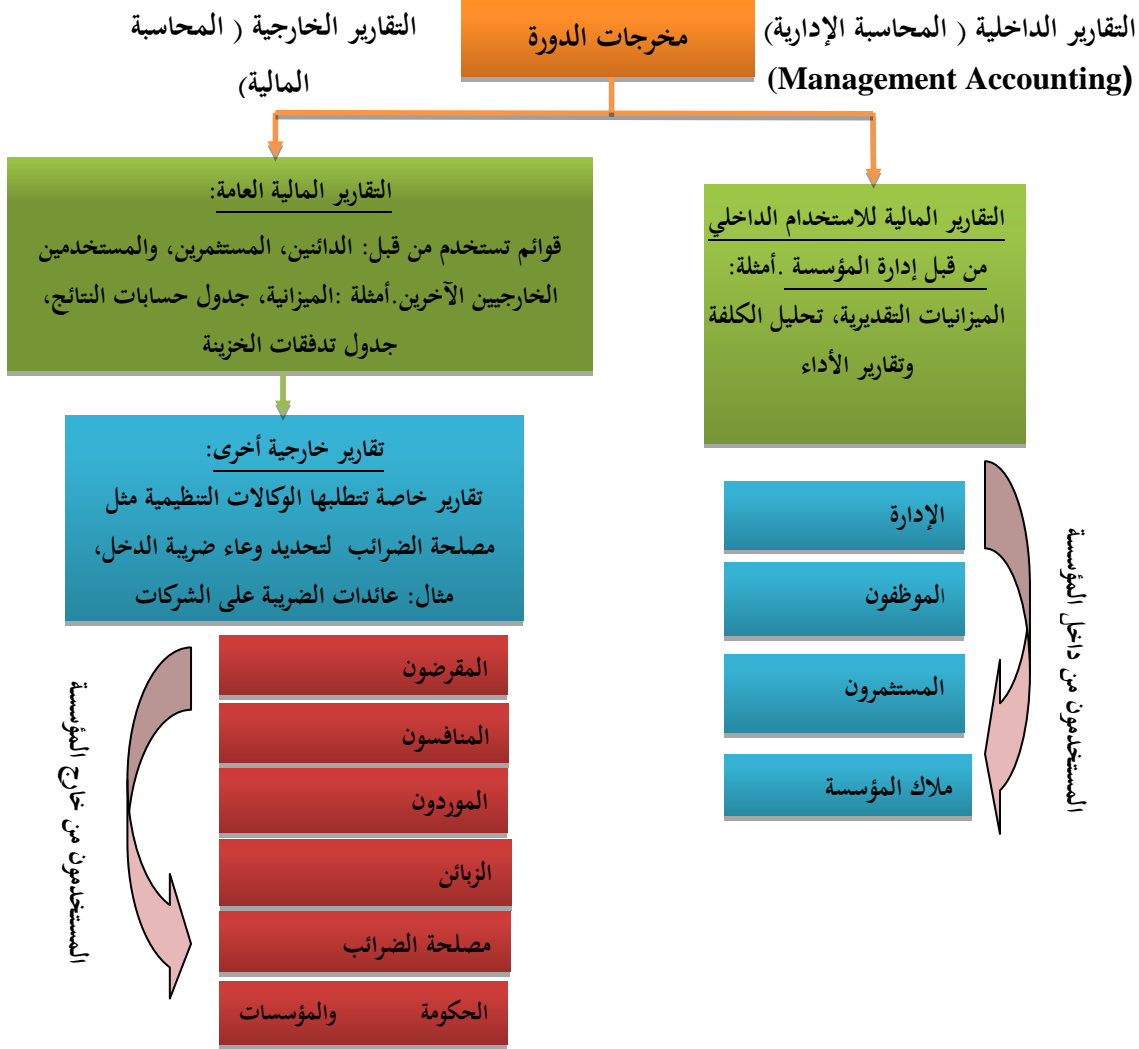 مخرجات الدورة
التقارير الداخلية ( المحاسبة الإدارية)
(Management Accounting)
التقارير المالية للاستخدام الداخلي
من قبل إدارة المؤسسة .أمثلة:
الميزانيات التقديرية، تحليل الكلفة
وتقارير الأداء
الإدارة
الموظفون
المستثمرون
ملاك المؤسسة
المستخدمون من داخل المؤسسة
التقارير الخارجية ( المحاسبة
المالية)
التقارير المالية العامة:
قوائم تستخدم من قبل: الدائنين، المستثمرين، والمستخدمين
الخارجيين الآخرين.أمثلة :الميزانية، جدول حسابات النتائج،
جدول تدفقات الخزينة
تقارير خارجية أخرى:
تقارير خاصة تتطلبها الوكالات التنظيمية مثل
مصلحة الضرائب لتحديد وعاء ضريبة الدخل،
مثال: عائدات الضريبة على الشركات
المقرضون
المنافسون
الموردون
الزبائن
مصلحة الضرائب
الحكومة والمؤسسات
المستخدمون من خارج المؤسسة